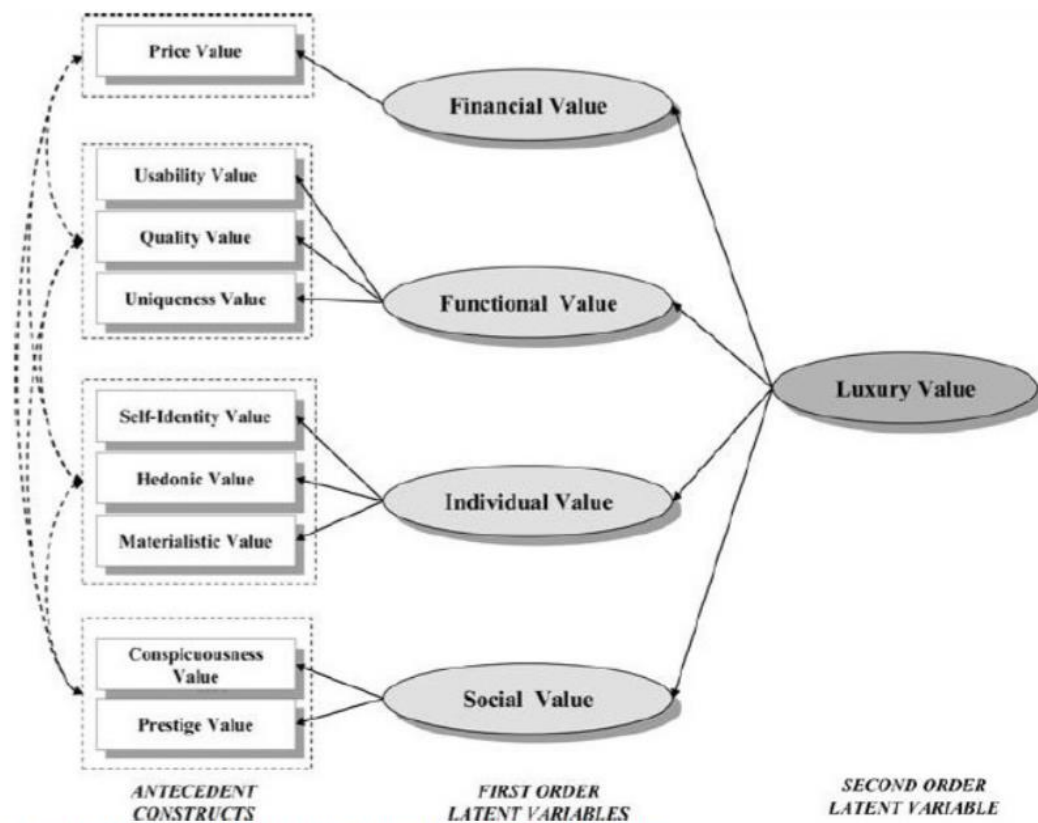 Price Value
Financial Value
Usability Value
Quality Value
Uniqueness Value
Functional Value
Luxury Value
Self-Identity Value
Hedonic Value
Materialistic Value
Individual Value
Conspicuousness
Value
Prestige Value
Social Value
ANTECEDENT
CONSTRUCTS
FIRST ORDER
LATENT VARIABLES
SECOND ORDER
LATENT VARIABLE